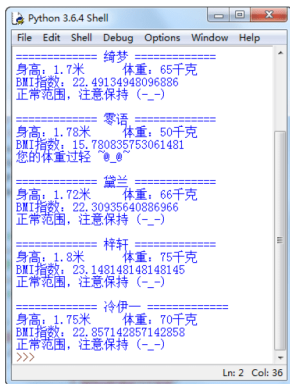 Python 3.6.4 Shell
File Edit Shell Debug Options Window Help
============= 绮梦 =============
身高：1.7米 体重：65千克
BMI指数：22.49134948096886
正常范围，注意保持 (-_-)
============= 零语 =============
身高：1.78米 体重：50千克
BMI指数：15.780835753061481
您的体重过轻 ~@_@~
============= 黛兰 =============
身高：1.72米 体重：66千克
BMI指数：22.30935640886966
正常范围，注意保持 (-_-)
============= 梓轩 =============
身高：1.8米 体重：75千克
BMI指数：23.148148148148145
正常范围，注意保持 (-_-)
============= 冷伊一 =============
身高：1.75米 体重：70千克
BMI指数：22.857142857142858
正常范围，注意保持 (-_-)
>>>
Ln: 2 Col: 36